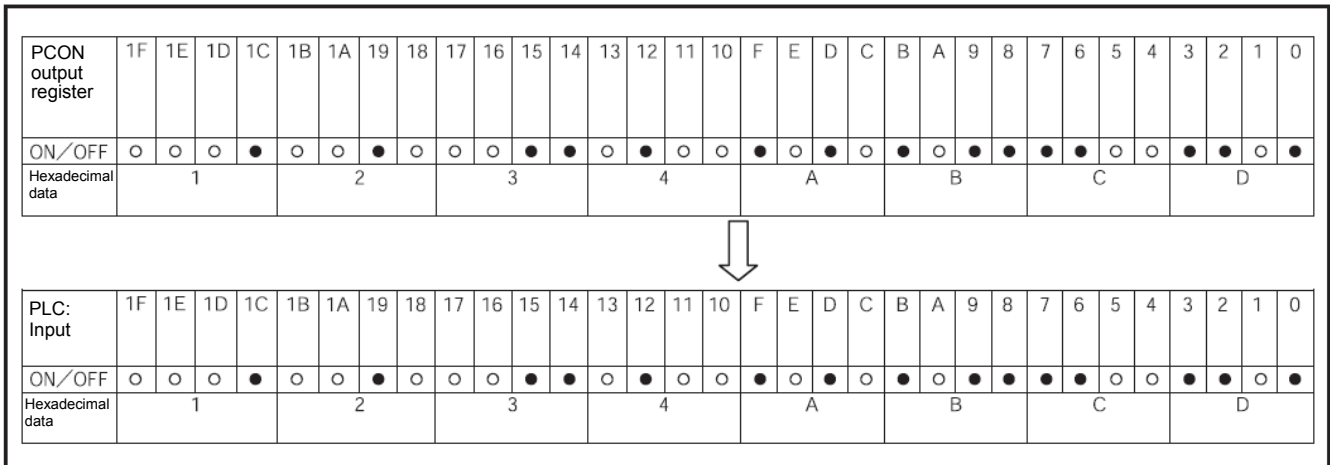 PCON output register 1F 1E 1D 1C 1B 1A 19 18 17 16 15 14 13 12 11 10 F E D C B A 9 8 7 6 5 4 3 2 1 0
ON/OFF ○ ○ ○ ● ○ ○ ● ○ ○ ○ ● ● ○ ● ○ ○ ● ○ ● ○ ● ○ ● ● ● ● ○ ○ ● ● ○ ●
Hexadecimal data 1 2 3 4 A B C D
PLC: Input 1F 1E 1D 1C 1B 1A 19 18 17 16 15 14 13 12 11 10 F E D C B A 9 8 7 6 5 4 3 2 1 0
ON/OFF ○ ○ ○ ● ○ ○ ● ○ ○ ○ ● ● ○ ● ○ ○ ● ○ ● ○ ● ○ ● ● ● ● ○ ○ ● ● ○ ●
Hexadecimal data 1 2 3 4 A B C D